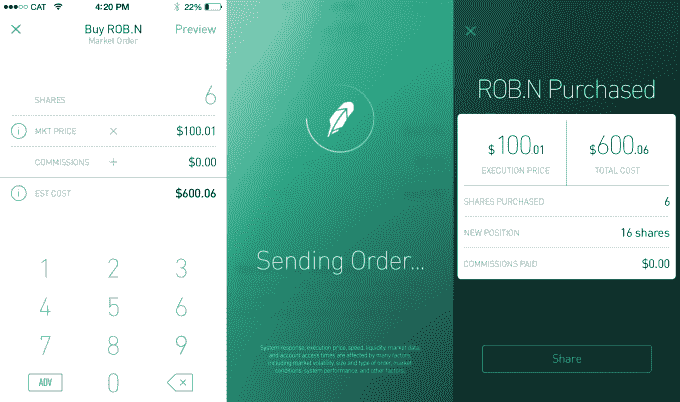 CAT 4:20 PM 22%
Buy ROB.N Preview
Market Order
SHARES 6
MKT PRICE × $100.01
COMMISSIONS + $0.00
EST COST $600.06
1 2 3
4 5 6
7 8 9
ADV 0
Sending Order...
System response, execution price, speed, liquidity, market data,
and account access times are affected by many factors,
including market volatility, size and type of order, market
conditions, system performance, and other factors.
ROB.N Purchased
$100.01 $600.06
EXECUTION PRICE TOTAL COST
SHARES PURCHASED 6
NEW POSITION 16 shares
COMMISSIONS PAID $0.00
Share